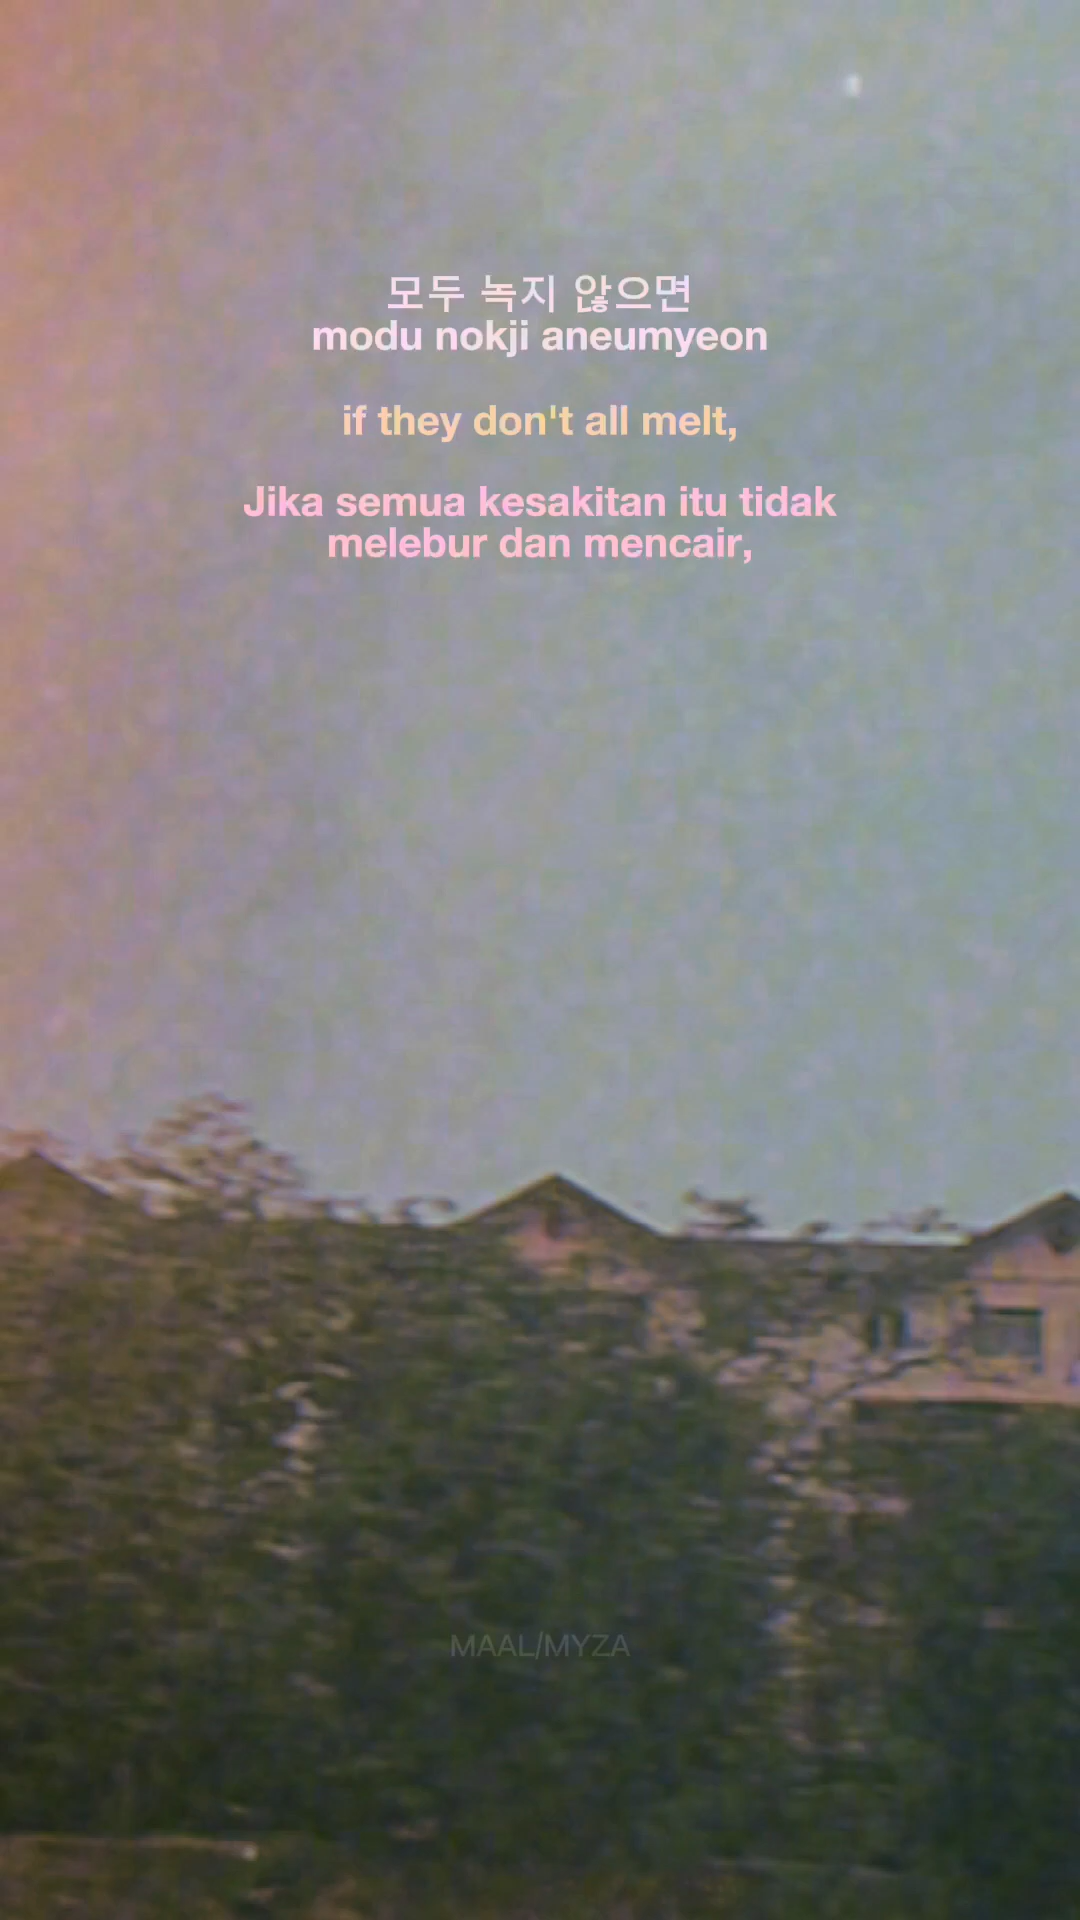 모두 녹지 않으면
modu nokji aneumyeon
if they don't all melt,
Jika semua kesakitan itu tidak
melebur dan mencair,
MAAL/MYZA